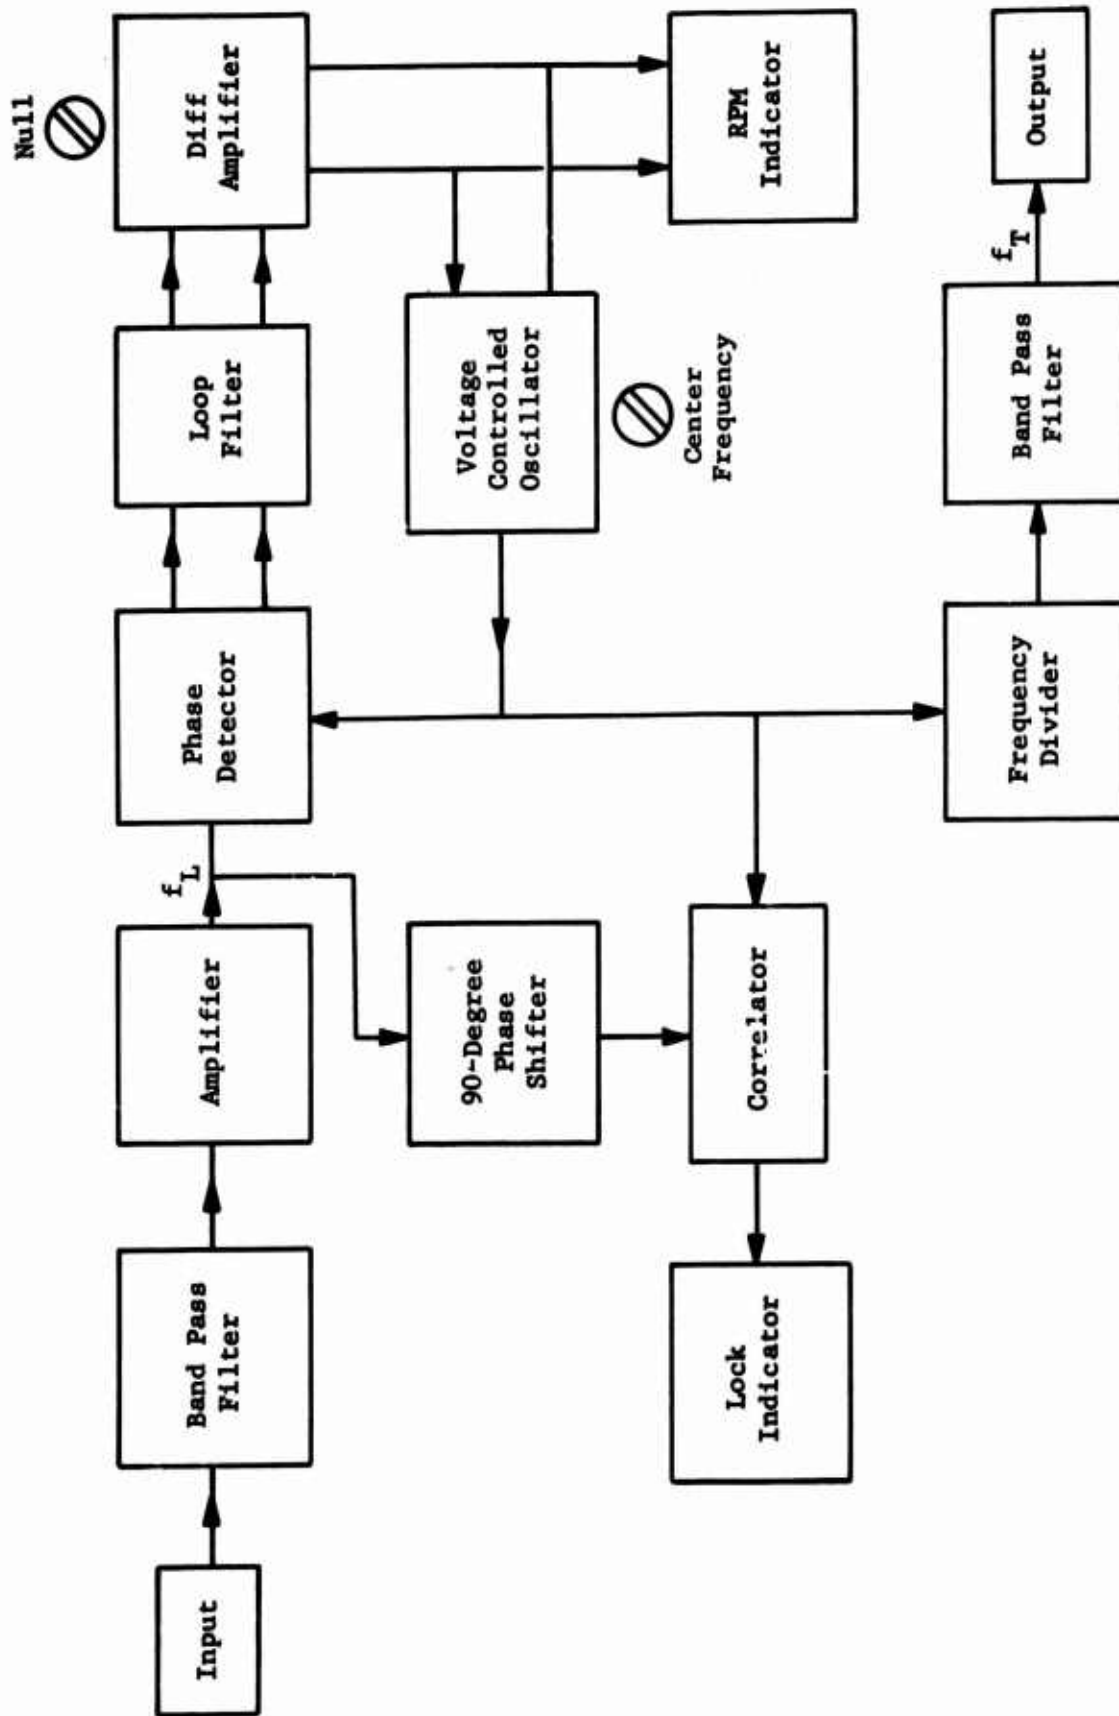 Input
Band Pass
Filter
Amplifier
f_L
Phase
Detector
Loop
Filter
Null
Diff
Amplifier
90-Degree
Phase
Shifter
Voltage
Controlled
Oscillator
Center
Frequency
Lock
Indicator
Correlator
RPM
Indicator
Frequency
Divider
Band Pass
Filter
f_T
Output